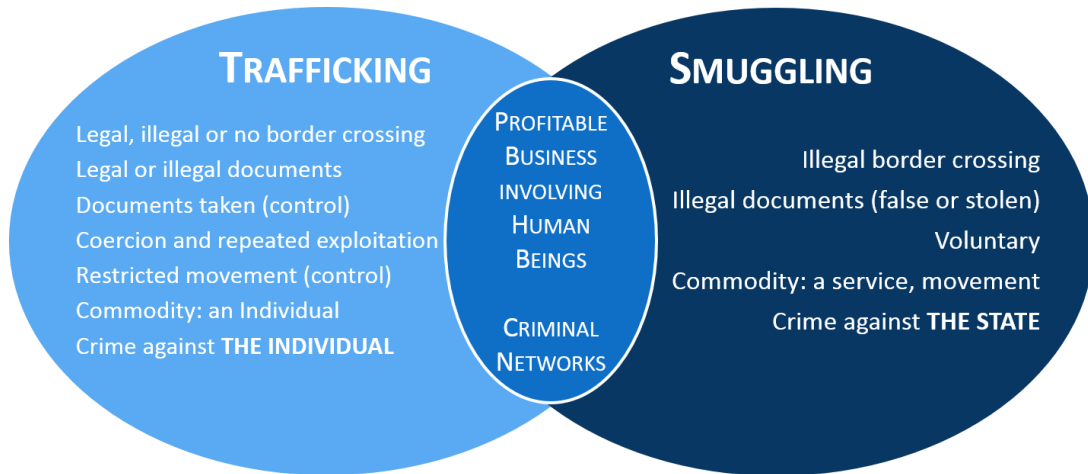 TRAFFICKING
Legal, illegal or no border crossing
Legal or illegal documents
Documents taken (control)
Coercion and repeated exploitation
Restricted movement (control)
Commodity: an Individual
Crime against THE INDIVIDUAL
PROFITABLE
BUSINESS
INVOLVING
HUMAN
BEINGS
CRIMINAL
NETWORKS
SMUGGLING
Illegal border crossing
Illegal documents (false or stolen)
Voluntary
Commodity: a service, movement
Crime against THE STATE